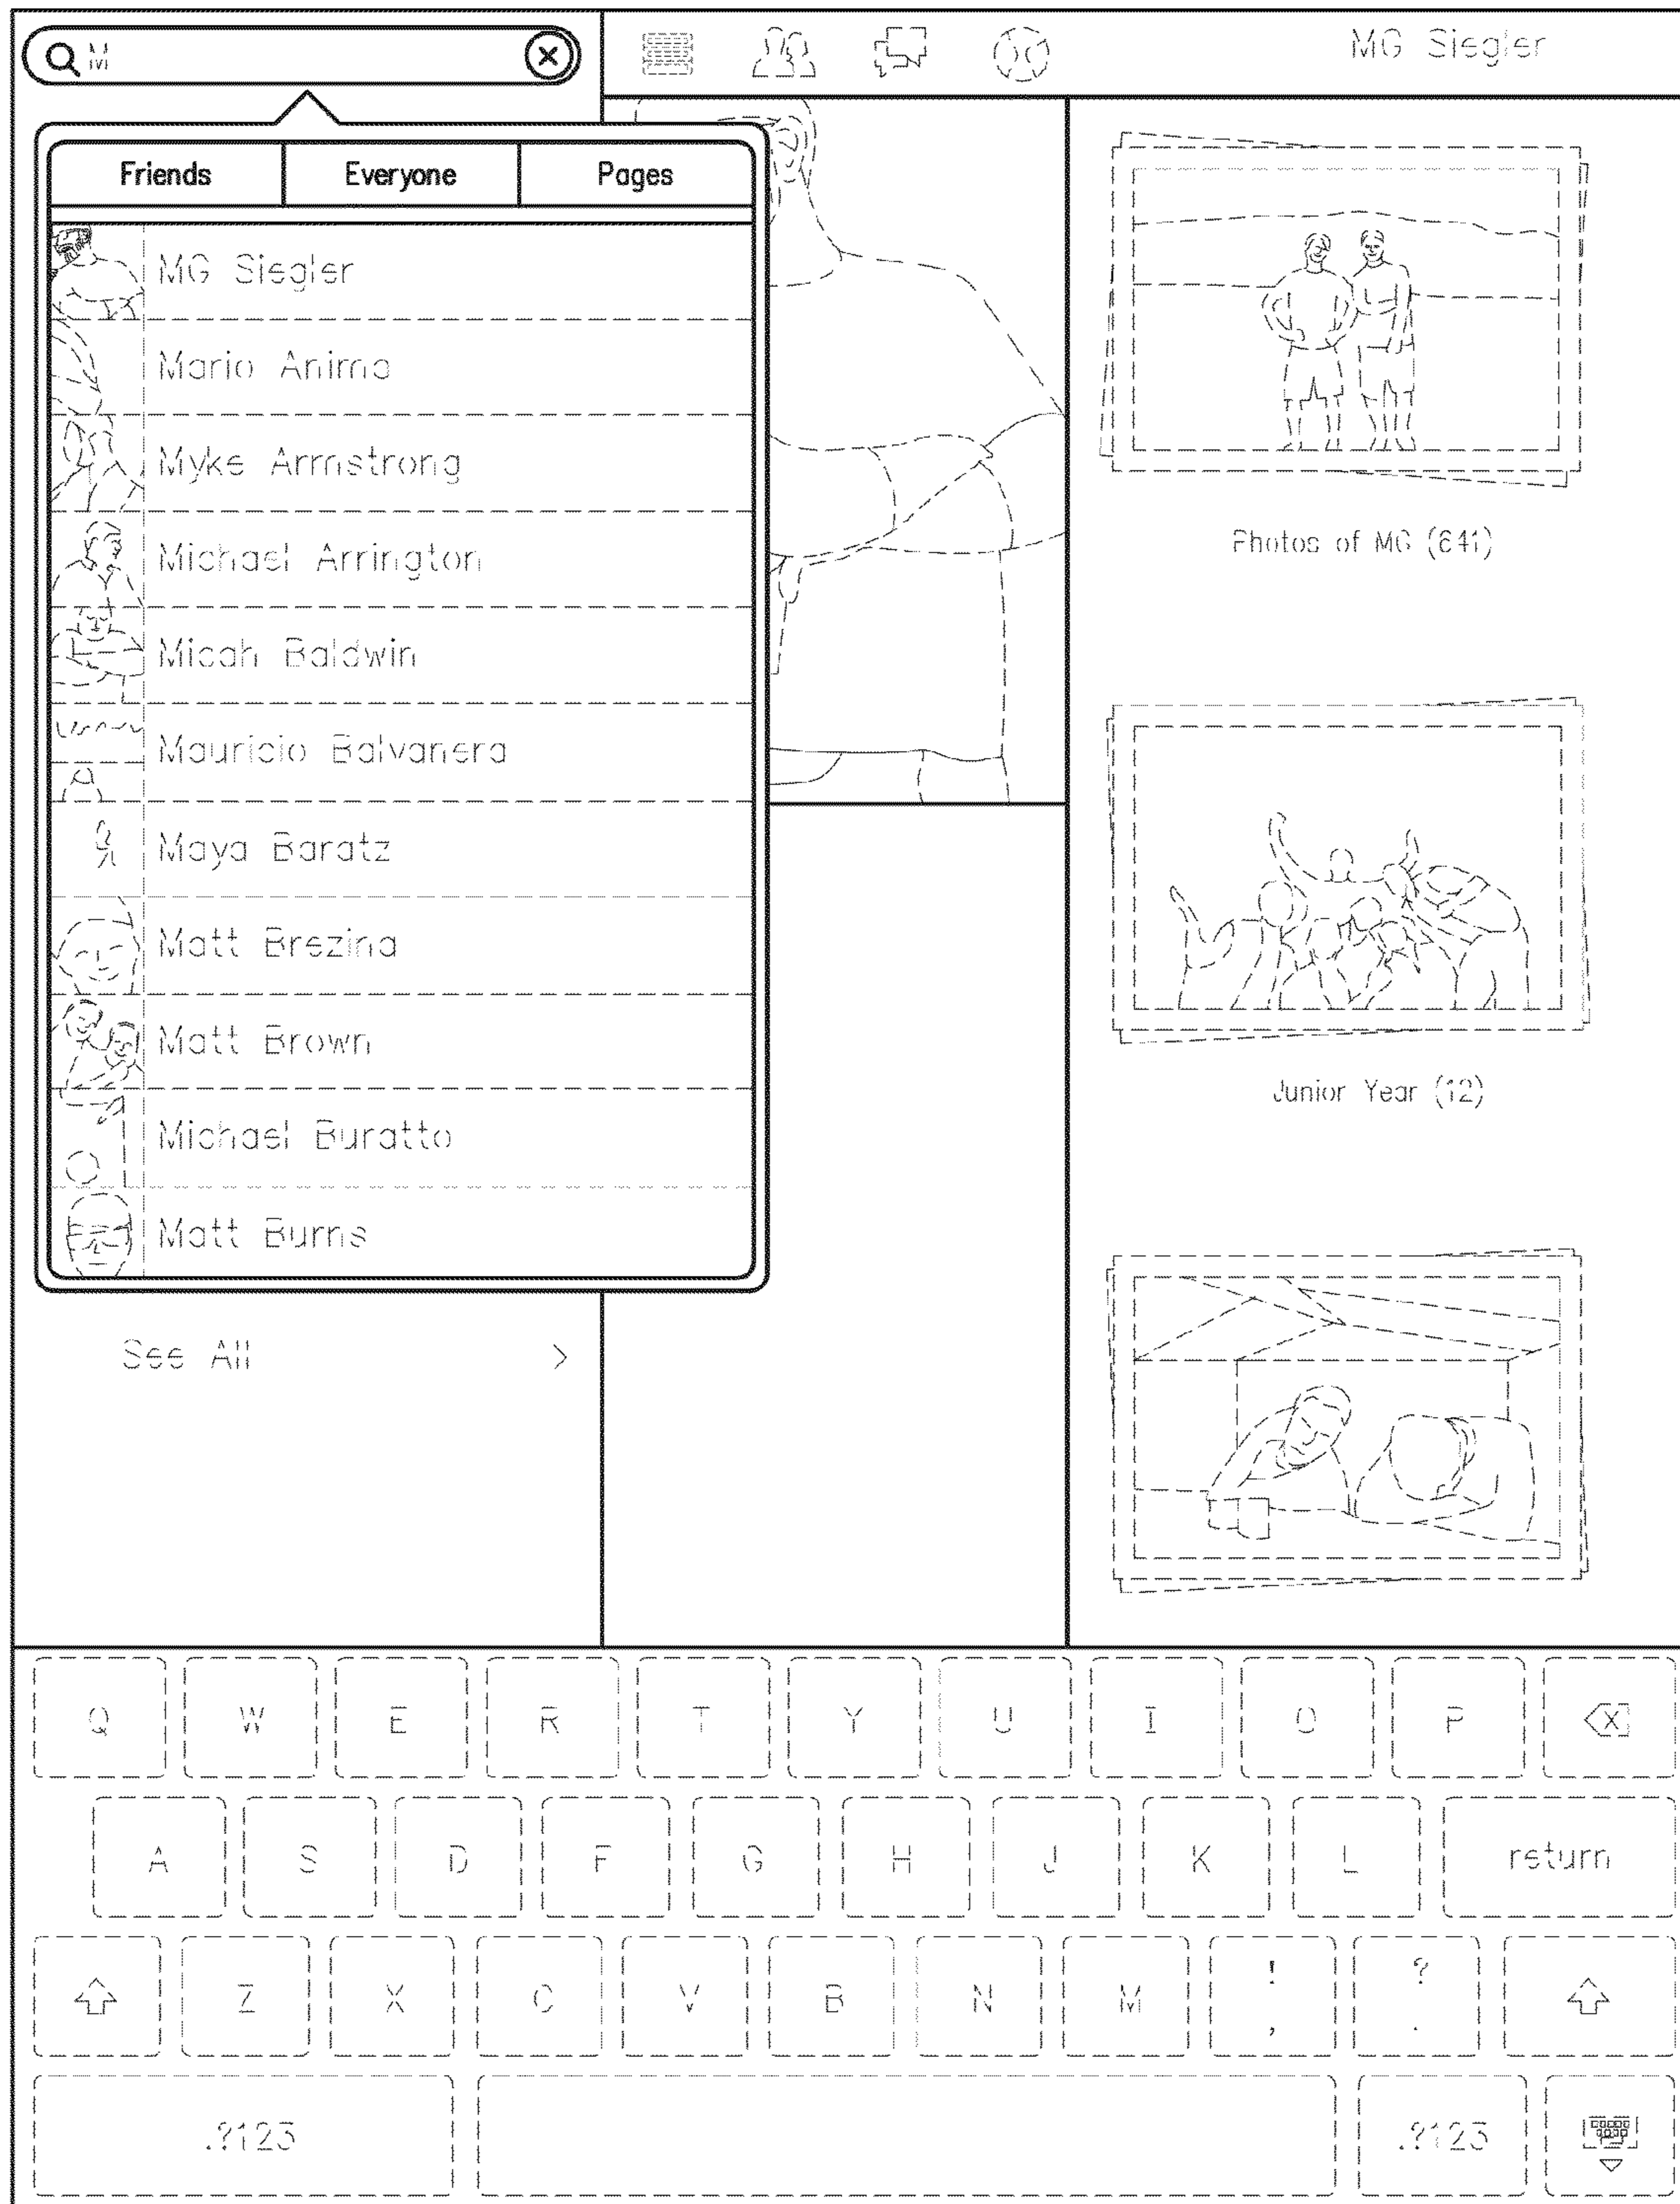 M
MG Siegler
Friends Everyone Pages
MG Siegler
Mario Anima
Myke Armstrong
Michael Arrington
Micah Baldwin
Mauricio Balvanera
Maya Baratz
Matt Brezina
Matt Brown
Michael Buratto
Matt Burns
See All
Photos of MG (641)
Junior Year (12)
Q W E R T Y U I O P
A S D F G H J K L return
Z X C V B N M ! , ? .
.?123 .?123